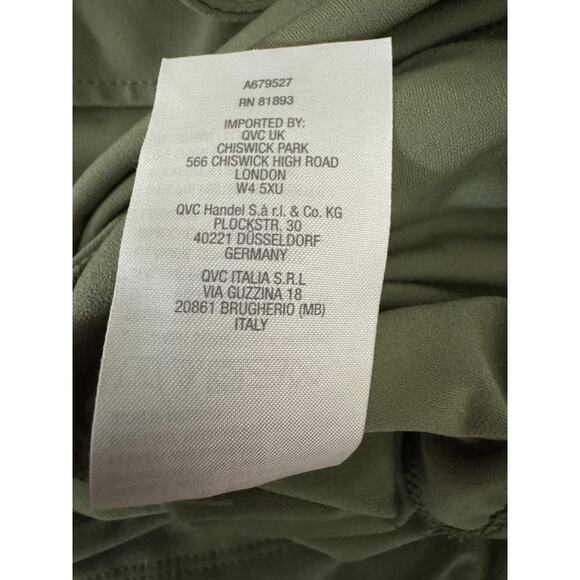 A679527
RN 81893
IMPORTED BY:
QVC UK
CHISWICK PARK
566 CHISWICK HIGH ROAD
LONDON
W4 5XU
QVC Handel S.à r.l. & Co. KG
PLOCKSTR. 30
40221 DÜSSELDORF
GERMANY
QVC ITALIA S.R.L
VIA GUZZINA 18
20861 BRUGHERIO (MB)
ITALY